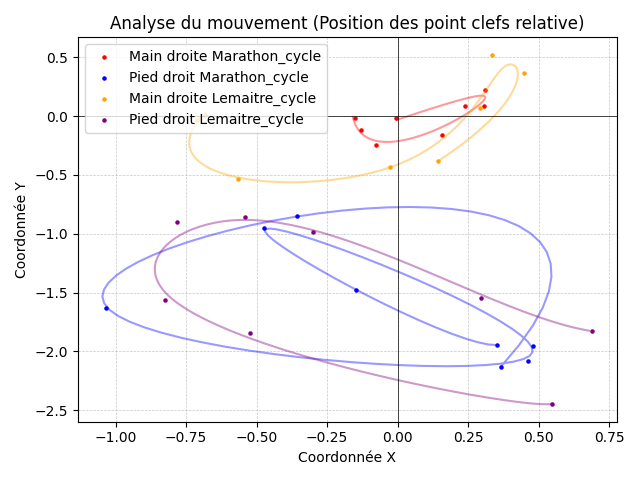 Analyse du mouvement (Position des point clefs relative)
Main droite Marathon_cycle
Pied droit Marathon_cycle
Main droite Lemaitre_cycle
Pied droit Lemaitre_cycle
Coordonnée Y
0.5
0.0
−0.5
−1.0
−1.5
−2.0
−2.5
−1.00 −0.75 −0.50 −0.25 0.00 0.25 0.50 0.75
Coordonnée X